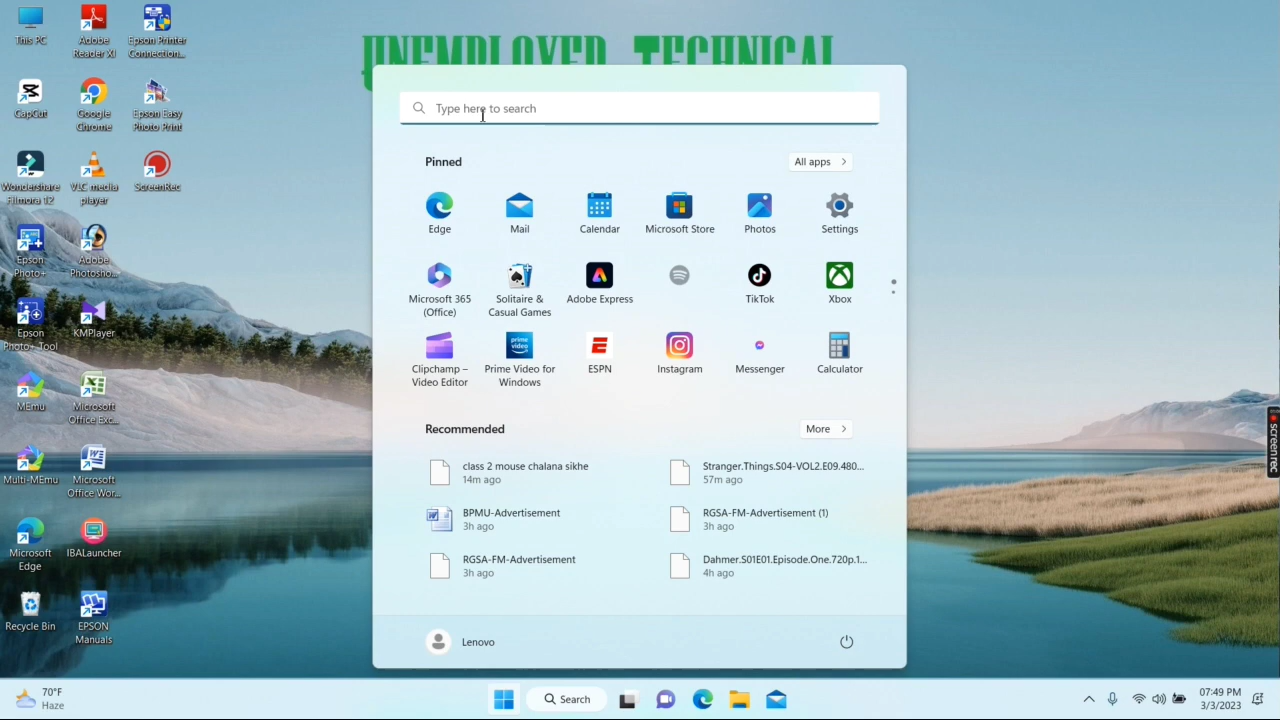 UNEMPLOYED TECHNICAL
This PC
Adobe
Reader XI
Epson Printer
Connection...
CapCut
Google
Chrome
Epson Easy
Photo Print
Wondershare
Filmora 12
VLC media
player
ScreenRec
Epson
Photo+
Adobe
Photosho...
Epson
Photo+ Tool
KMPlayer
MEmu
Microsoft
Office Exc...
Multi-MEmu
Microsoft
Office Wor...
Microsoft
Edge
IBALauncher
Recycle Bin
EPSON
Manuals
Type here to search
Pinned
All apps
Edge
Mail
Calendar
Microsoft Store
Photos
Settings
Microsoft 365
(Office)
Solitaire &
Casual Games
Adobe Express
TikTok
Xbox
prime
video
Clipchamp –
Video Editor
Prime Video for
Windows
ESPN
Instagram
Messenger
Calculator
Recommended
More
class 2 mouse chalana sikhe
14m ago
Stranger.Things.S04-VOL2.E09.480...
57m ago
BPMU-Advertisement
3h ago
RGSA-FM-Advertisement (1)
3h ago
RGSA-FM-Advertisement
3h ago
Dahmer.S01E01.Episode.One.720p.1...
4h ago
Lenovo
screenrec
70°F
Haze
Search
07:49 PM
3/3/2023